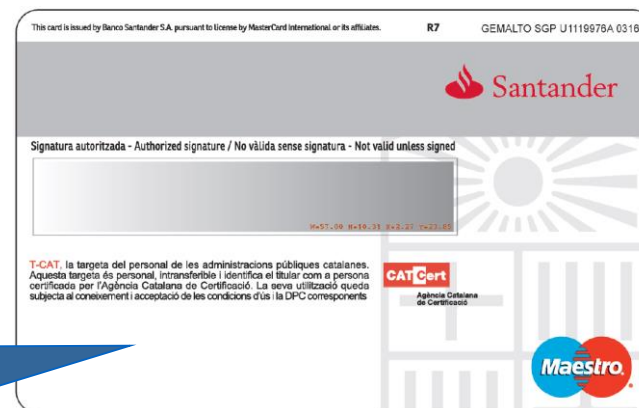 This card is issued by Banco Santander S.A. pursuant to license by MasterCard International or its affiliates. R7 GEMALTO SGP U1119976A 0316
Santander
Signatura autoritzada - Authorized signature / No vàlida sense signatura - Not valid unless signed
T-CAT, la targeta del personal de les administracions públiques catalanes.
Aquesta targeta és personal, intransferible i identifica el titular com a persona
certificada per l'Agència Catalana de Certificació. La seva utilització queda
subjecta al coneixement i acceptació de les condicions d'ús i la DPC corresponents
CATCert
Agència Catalana
de Certificació
Maestro